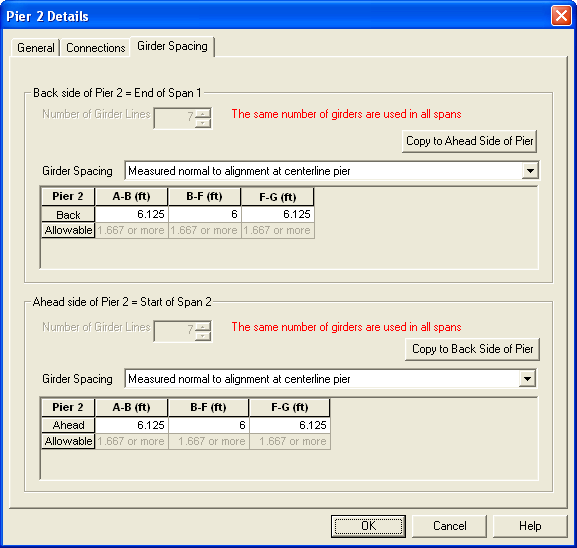 Pier 2 Details
General Connections Girder Spacing
Back side of Pier 2 = End of Span 1
Number of Girder Lines 7 The same number of girders are used in all spans
Copy to Ahead Side of Pier
Girder Spacing Measured normal to alignment at centerline pier
Pier 2 A-B (ft) B-F (ft) F-G (ft)
Back 6.125 6 6.125
Allowable 1.667 or more 1.667 or more 1.667 or more
Ahead side of Pier 2 = Start of Span 2
Number of Girder Lines 7 The same number of girders are used in all spans
Copy to Back Side of Pier
Girder Spacing Measured normal to alignment at centerline pier
Pier 2 A-B (ft) B-F (ft) F-G (ft)
Ahead 6.125 6 6.125
Allowable 1.667 or more 1.667 or more 1.667 or more
OK Cancel Help